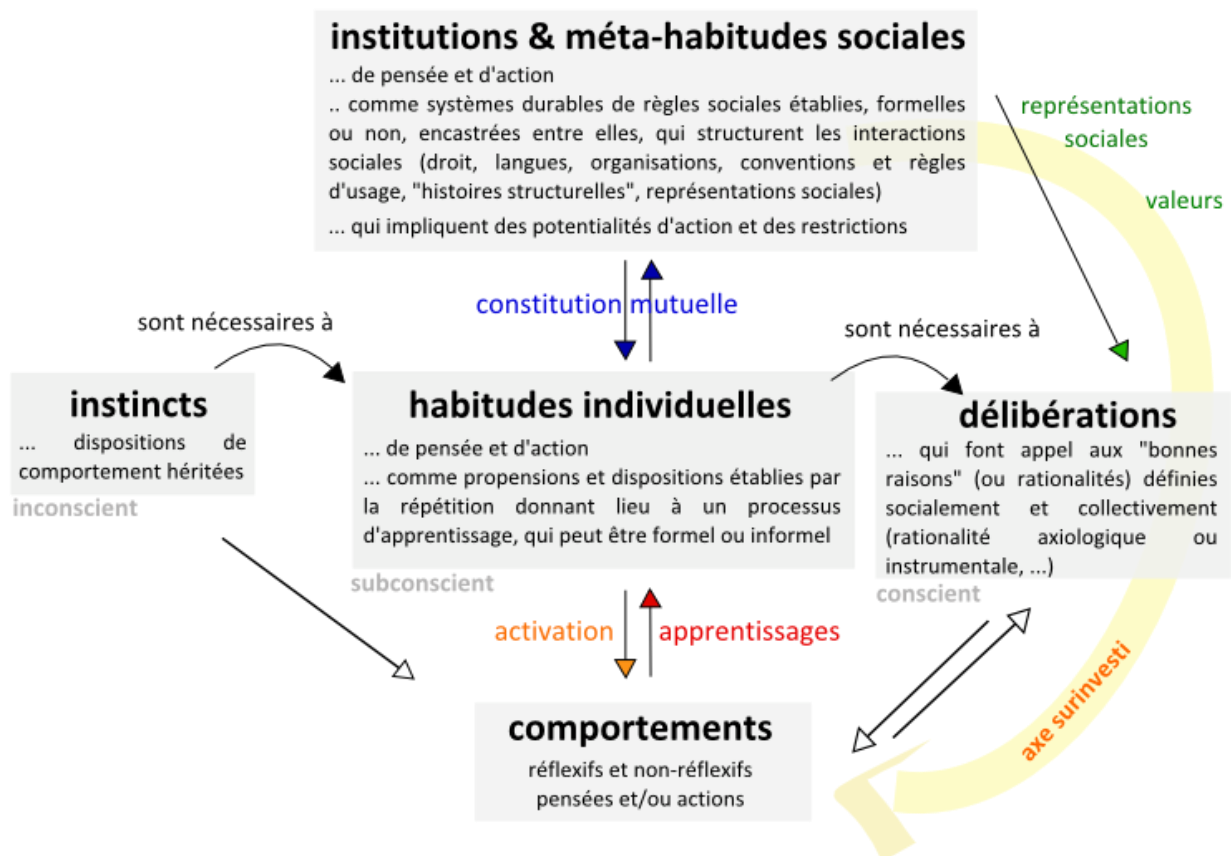 institutions & méta-habitudes sociales
... de pensée et d'action
.. comme systèmes durables de règles sociales établies, formelles
ou non, encastrées entre elles, qui structurent les interactions
sociales (droit, langues, organisations, conventions et règles
d'usage, "histoires structurelles", représentations sociales)
... qui impliquent des potentialités d'action et des restrictions
représentations
sociales
valeurs
constitution mutuelle
sont nécessaires à
sont nécessaires à
instincts
... dispositions de
comportement héritées
inconscient
habitudes individuelles
... de pensée et d'action
... comme propensions et dispositions établies par
la répétition donnant lieu à un processus
d'apprentissage, qui peut être formel ou informel
subconscient
délibérations
... qui font appel aux "bonnes
raisons" (ou rationalités) définies
socialement et collectivement
(rationalité axiologique ou
instrumentale, ...)
conscient
activation
apprentissages
axe surinvesti
comportements
réflexifs et non-réflexifs
pensées et/ou actions